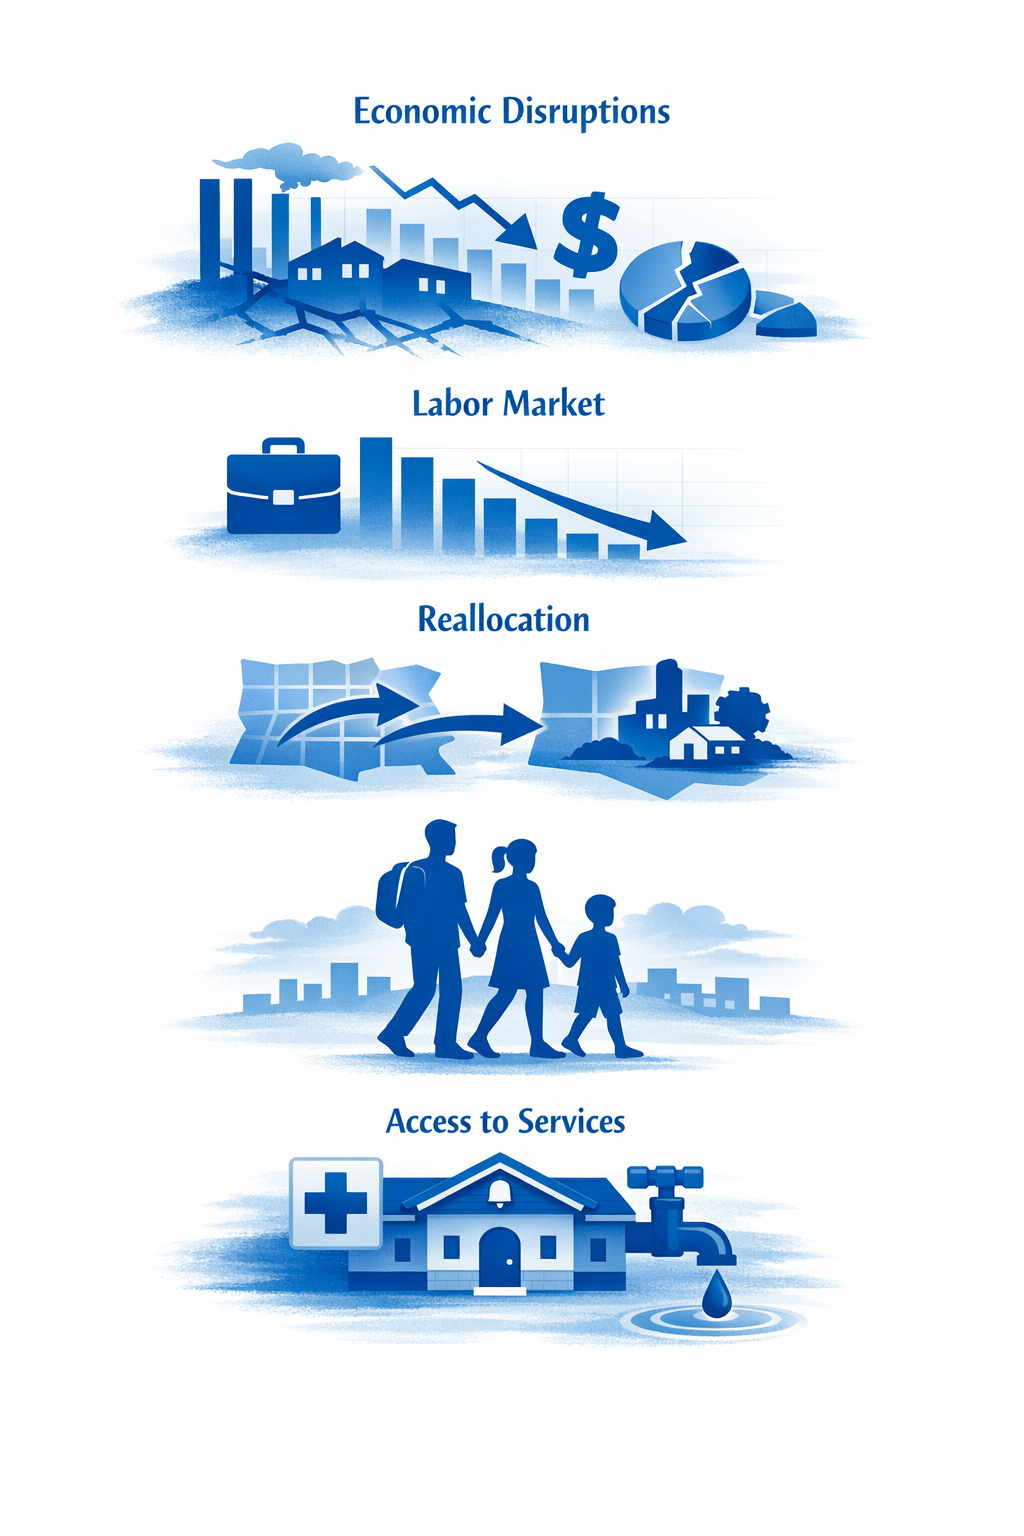 Economic Disruptions
$
Labor Market
Reallocation
Access to Services